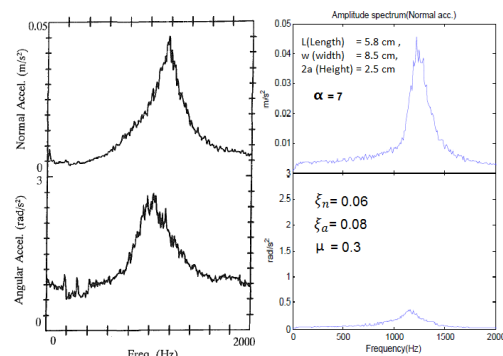 0.05
Normal Accel. (m/s²)
0
3
Angular Accel. (rad/s²)
0
0
1000
2000
Freq. (Hz)
Amplitude spectrum(Normal acc.)
0.05
L(Length) = 5.8 cm ,
w (width) = 8.5 cm,
2a (Height) = 2.5 cm
0.04
α = 7
0.03
m/s²
0.02
0.01
3
2.5
ξn = 0.06
2
ξa = 0.08
μ = 0.3
1.5
rad/s²
1
0.5
0
0
500
1000
1500
2000
Frequency(Hz)